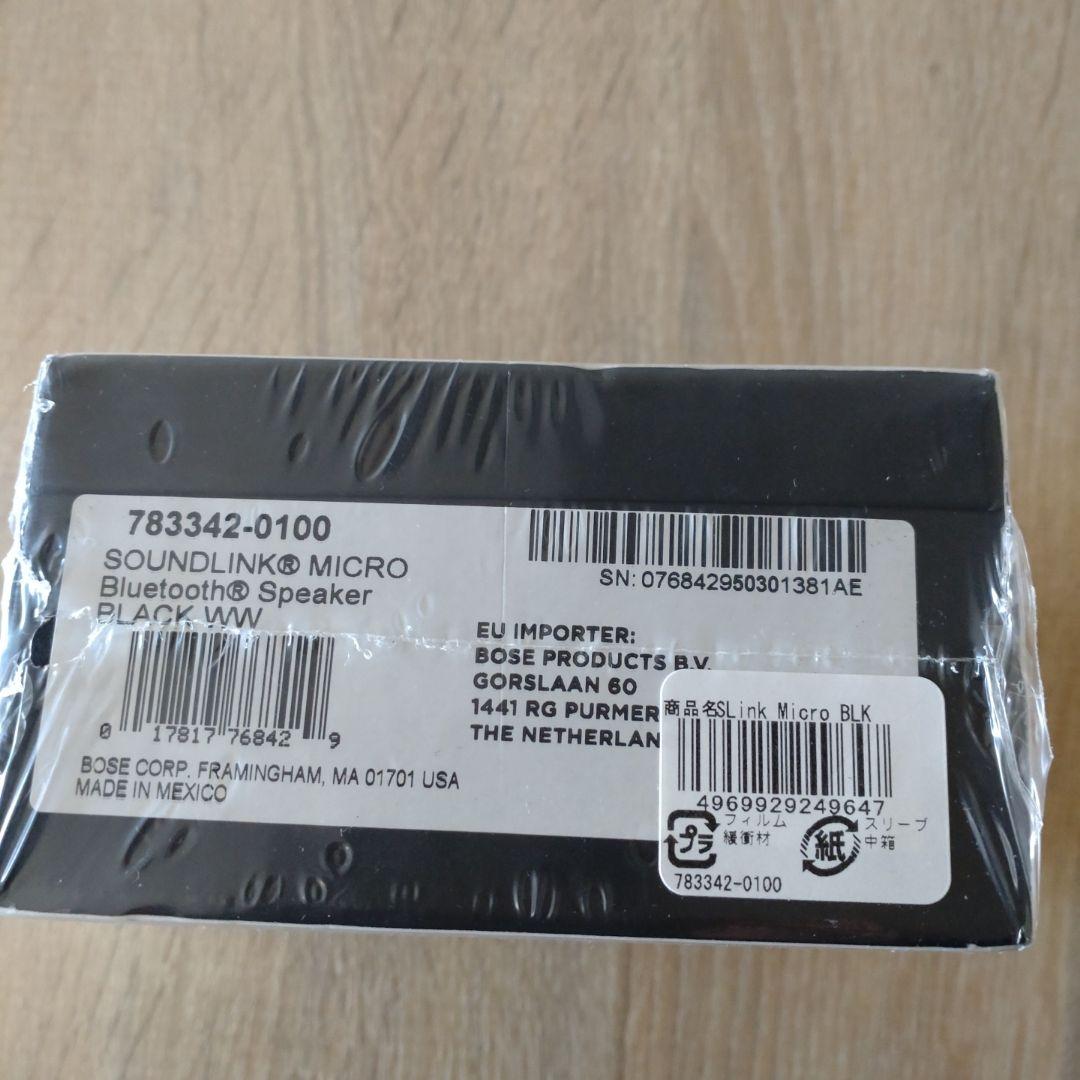 783342-0100
SOUNDLINK® MICRO
Bluetooth® Speaker
BLACK WW
0 17817 76842 9
BOSE CORP. FRAMINGHAM, MA 01701 USA
MADE IN MEXICO
SN: 076842950301381AE
EU IMPORTER:
BOSE PRODUCTS B.V.
GORSLAAN 60
1441 RG PURMER
THE NETHERLAN
商品名SLink Micro BLK
4969929249647
プラ
フィルム
緩衝材
紙
スリーブ
中箱
783342-0100